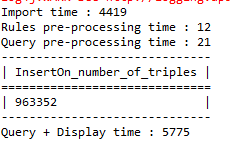 Import time : 4419
Rules pre-processing time : 12
Query pre-processing time : 21
-----------------------------
| InsertOn_number_of_triples |
=============================
| 963352 |
-----------------------------
Query + Display time : 5775